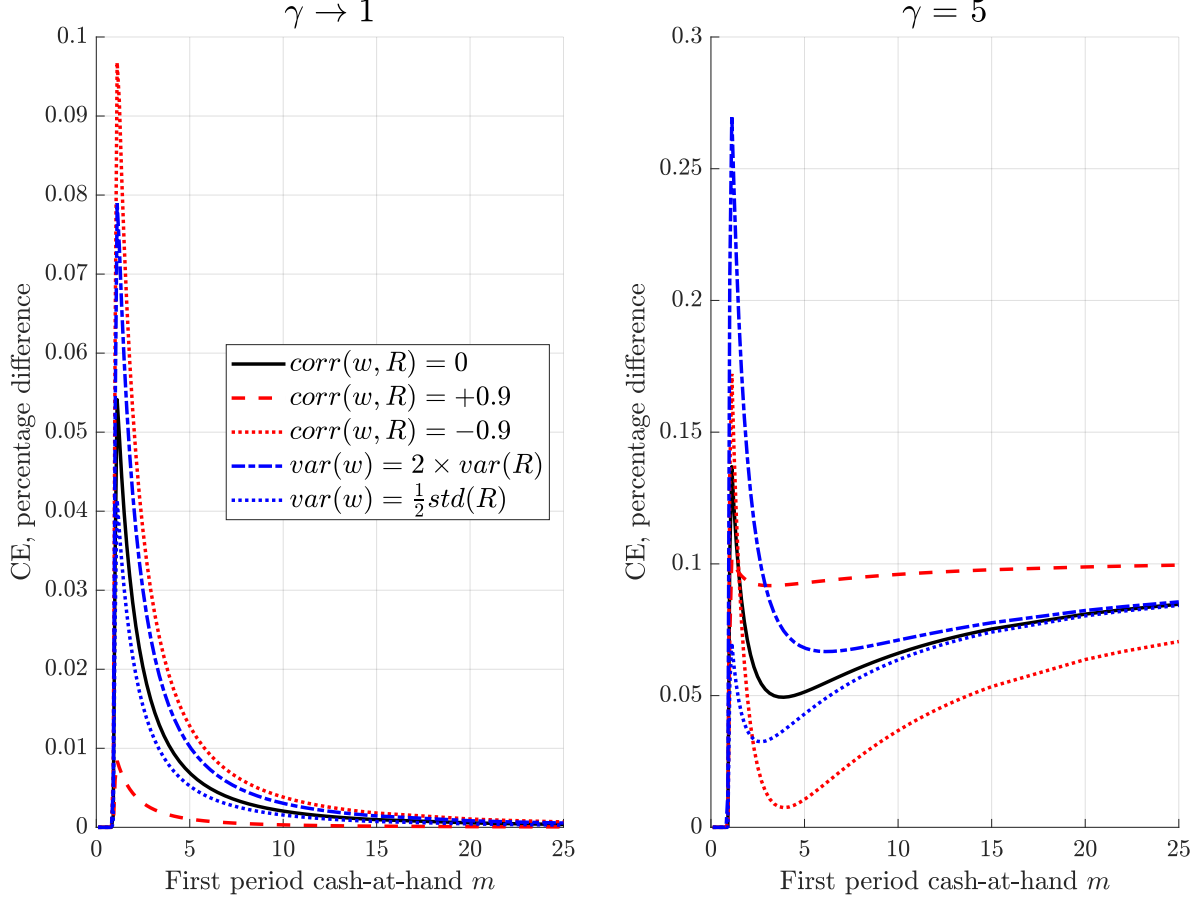 γ → 1
0.1
0.09
0.08
0.07
0.06
0.05
0.04
0.03
0.02
0.01
0
0 5 10 15 20 25
First period cash-at-hand m
CE, percentage difference
corr(w, R) = 0
corr(w, R) = +0.9
corr(w, R) = −0.9
var(w) = 2 × var(R)
var(w) = ½std(R)
γ = 5
0.3
0.25
0.2
0.15
0.1
0.05
0
0 5 10 15 20 25
First period cash-at-hand m
CE, percentage difference